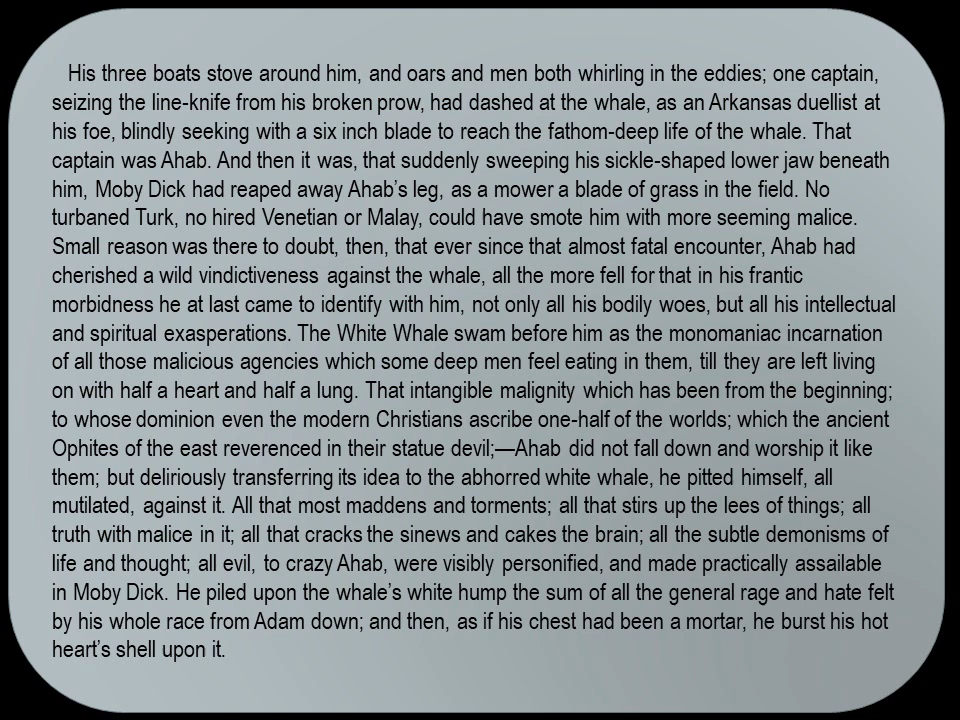 His three boats stove around him, and oars and men both whirling in the eddies; one captain,
seizing the line-knife from his broken prow, had dashed at the whale, as an Arkansas duellist at
his foe, blindly seeking with a six inch blade to reach the fathom-deep life of the whale. That
captain was Ahab. And then it was, that suddenly sweeping his sickle-shaped lower jaw beneath
him, Moby Dick had reaped away Ahab’s leg, as a mower a blade of grass in the field. No
turbaned Turk, no hired Venetian or Malay, could have smote him with more seeming malice.
Small reason was there to doubt, then, that ever since that almost fatal encounter, Ahab had
cherished a wild vindictiveness against the whale, all the more fell for that in his frantic
morbidness he at last came to identify with him, not only all his bodily woes, but all his intellectual
and spiritual exasperations. The White Whale swam before him as the monomaniac incarnation
of all those malicious agencies which some deep men feel eating in them, till they are left living
on with half a heart and half a lung. That intangible malignity which has been from the beginning;
to whose dominion even the modern Christians ascribe one-half of the worlds; which the ancient
Ophites of the east reverenced in their statue devil;—Ahab did not fall down and worship it like
them; but deliriously transferring its idea to the abhorred white whale, he pitted himself, all
mutilated, against it. All that most maddens and torments; all that stirs up the lees of things; all
truth with malice in it; all that cracks the sinews and cakes the brain; all the subtle demonisms of
life and thought; all evil, to crazy Ahab, were visibly personified, and made practically assailable
in Moby Dick. He piled upon the whale’s white hump the sum of all the general rage and hate felt
by his whole race from Adam down; and then, as if his chest had been a mortar, he burst his hot
heart’s shell upon it.